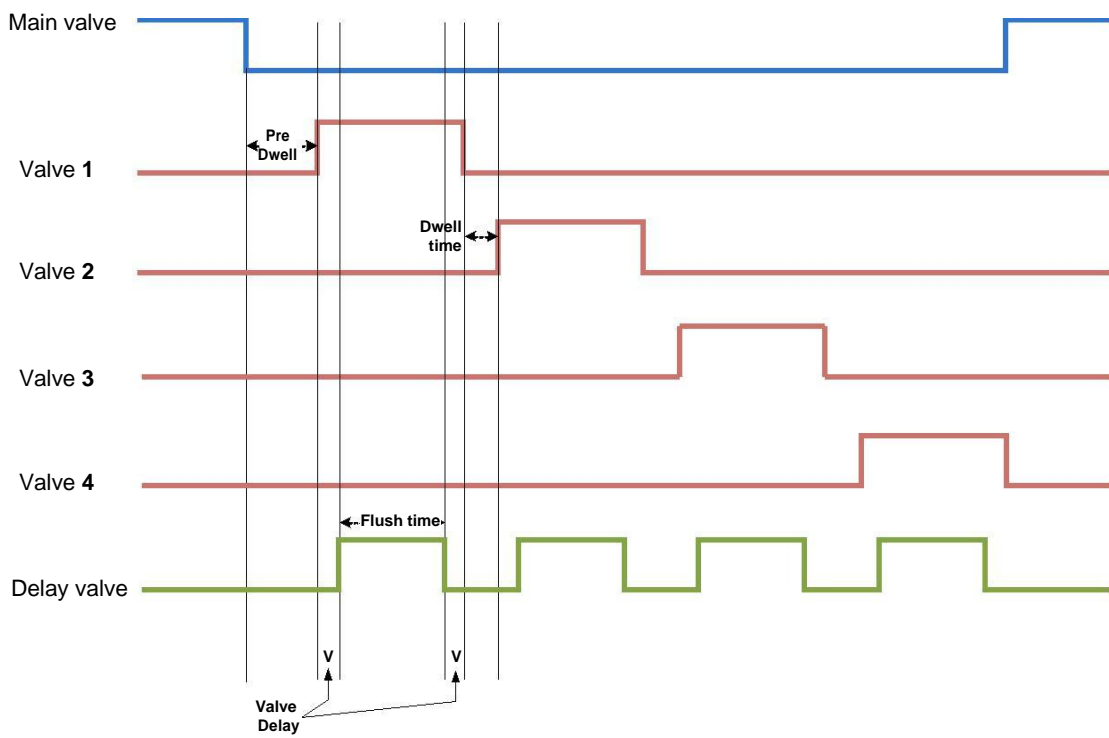 Main valve
Pre
Dwell
Valve 1
Dwell
time
Valve 2
Valve 3
Valve 4
Flush time
Delay valve
V
V
Valve
Delay